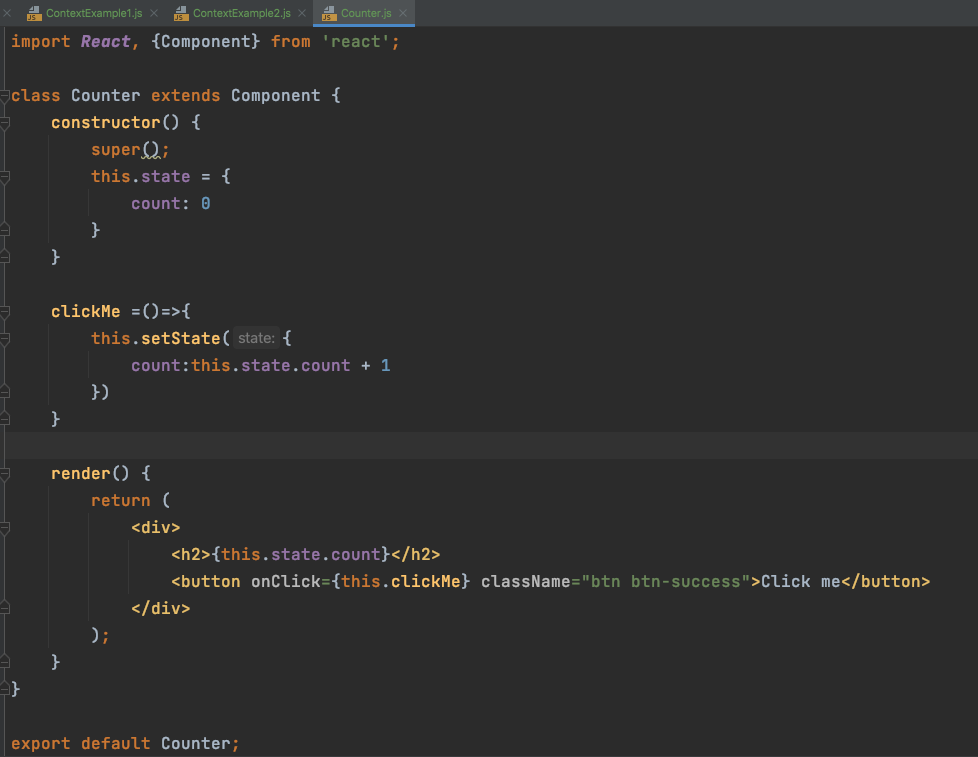 ContextExample1.js ContextExample2.js Counter.js
import React, {Component} from 'react';
class Counter extends Component {
    constructor() {
        super();
        this.state = {
            count: 0
        }
    }
    clickMe =()=>{
        this.setState( state: {
            count:this.state.count + 1
        })
    }
    render() {
        return (
            <div>
                <h2>{this.state.count}</h2>
                <button onClick={this.clickMe} className="btn btn-success">Click me</button>
            </div>
        );
    }
}
export default Counter;